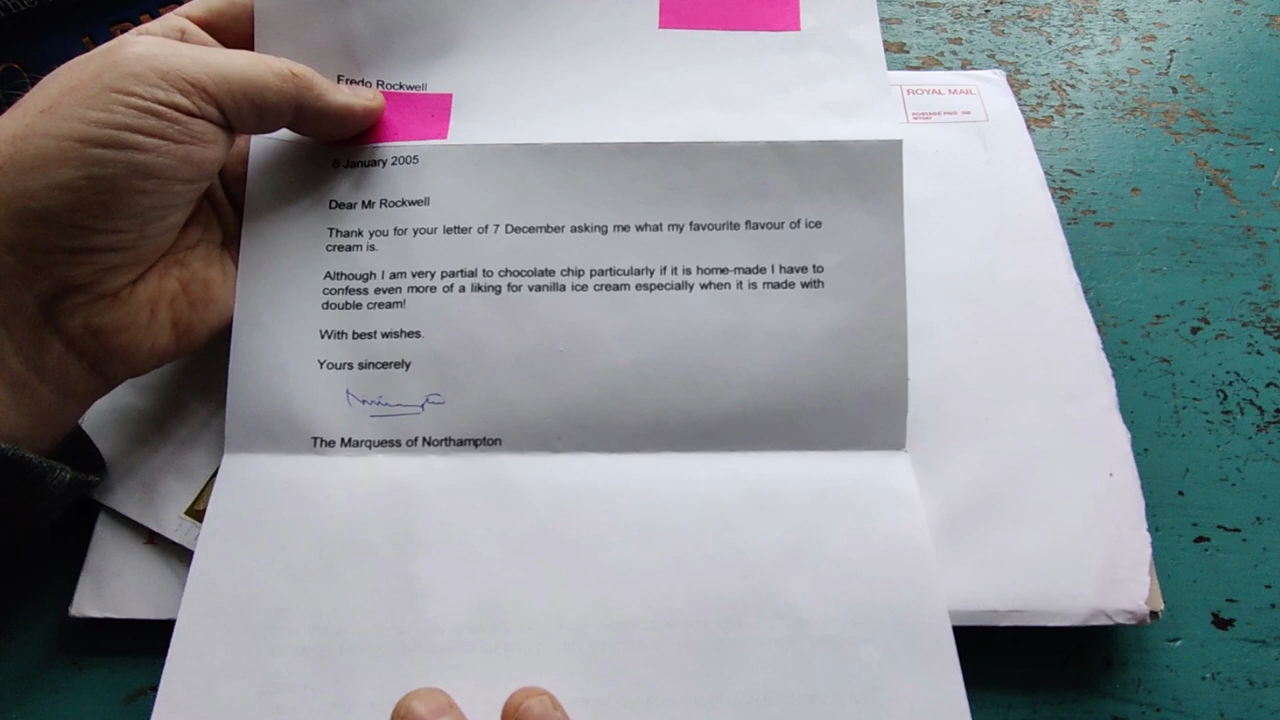 Fredo Rockwell
ROYAL MAIL
January 2005
Dear Mr Rockwell
Thank you for your letter of 7 December asking me what my favourite flavour of ice
cream is.
Although I am very partial to chocolate chip particularly if it is home-made I have to
confess even more of a liking for vanilla ice cream especially when it is made with
double cream!
With best wishes.
Yours sincerely
The Marquess of Northampton